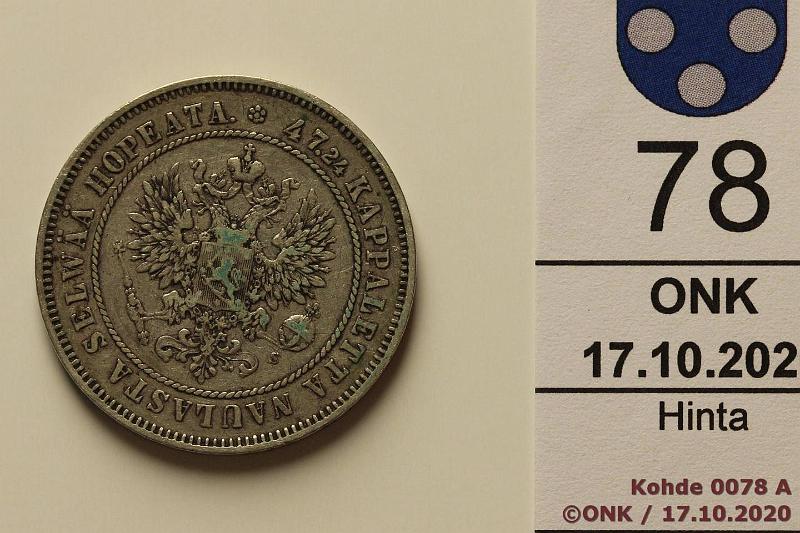 47.24 KAPPALETTA NAULASTA SELWÄÄ HOPEATA.
S
78
ONK
17.10.202
Hinta
Kohde 0078 A
©ONK / 17.10.2020